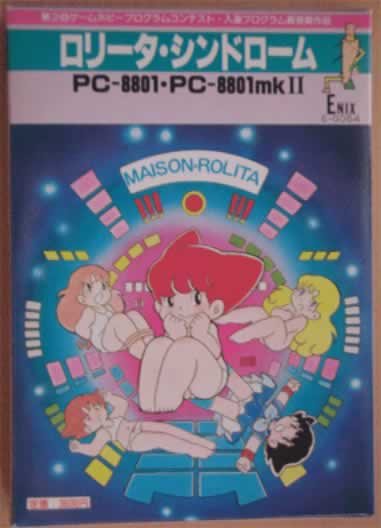 第2回ゲーム・ホビープログラムコンテスト・入選プログラム最優秀作品
ロリータ・シンドローム
PC-8801・PC-8801mkII
ENIX
MAISON-ROLITA